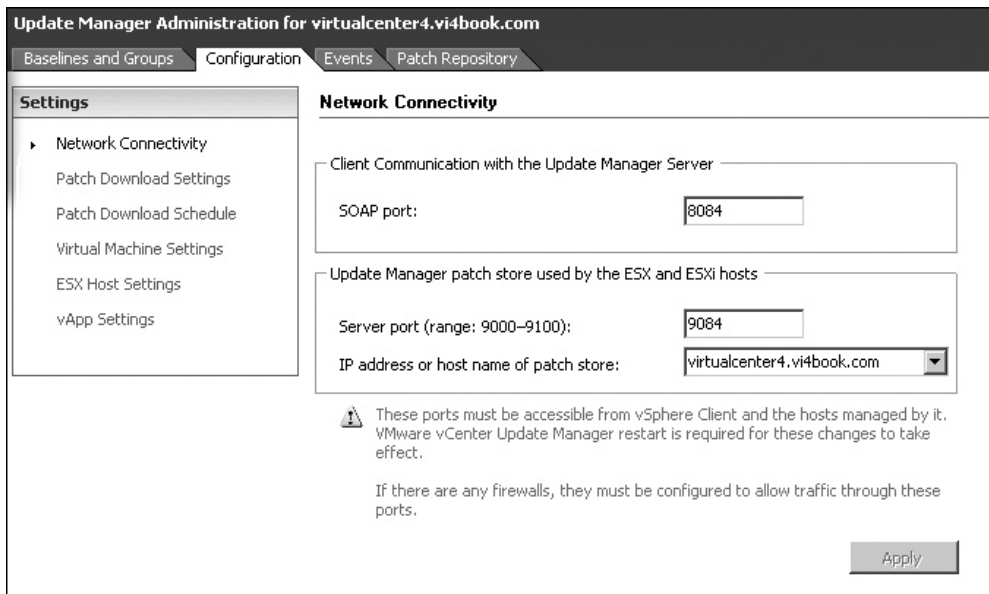 Update Manager Administration for virtualcenter4.vi4book.com
Baselines and Groups Configuration Events Patch Repository
Settings
Network Connectivity
Patch Download Settings
Patch Download Schedule
Virtual Machine Settings
ESX Host Settings
vApp Settings
Network Connectivity
Client Communication with the Update Manager Server
SOAP port: 8084
Update Manager patch store used by the ESX and ESXi hosts
Server port (range: 9000–9100): 9084
IP address or host name of patch store: virtualcenter4.vi4book.com
These ports must be accessible from vSphere Client and the hosts managed by it.
VMware vCenter Update Manager restart is required for these changes to take
effect.
If there are any firewalls, they must be configured to allow traffic through these
ports.
Apply